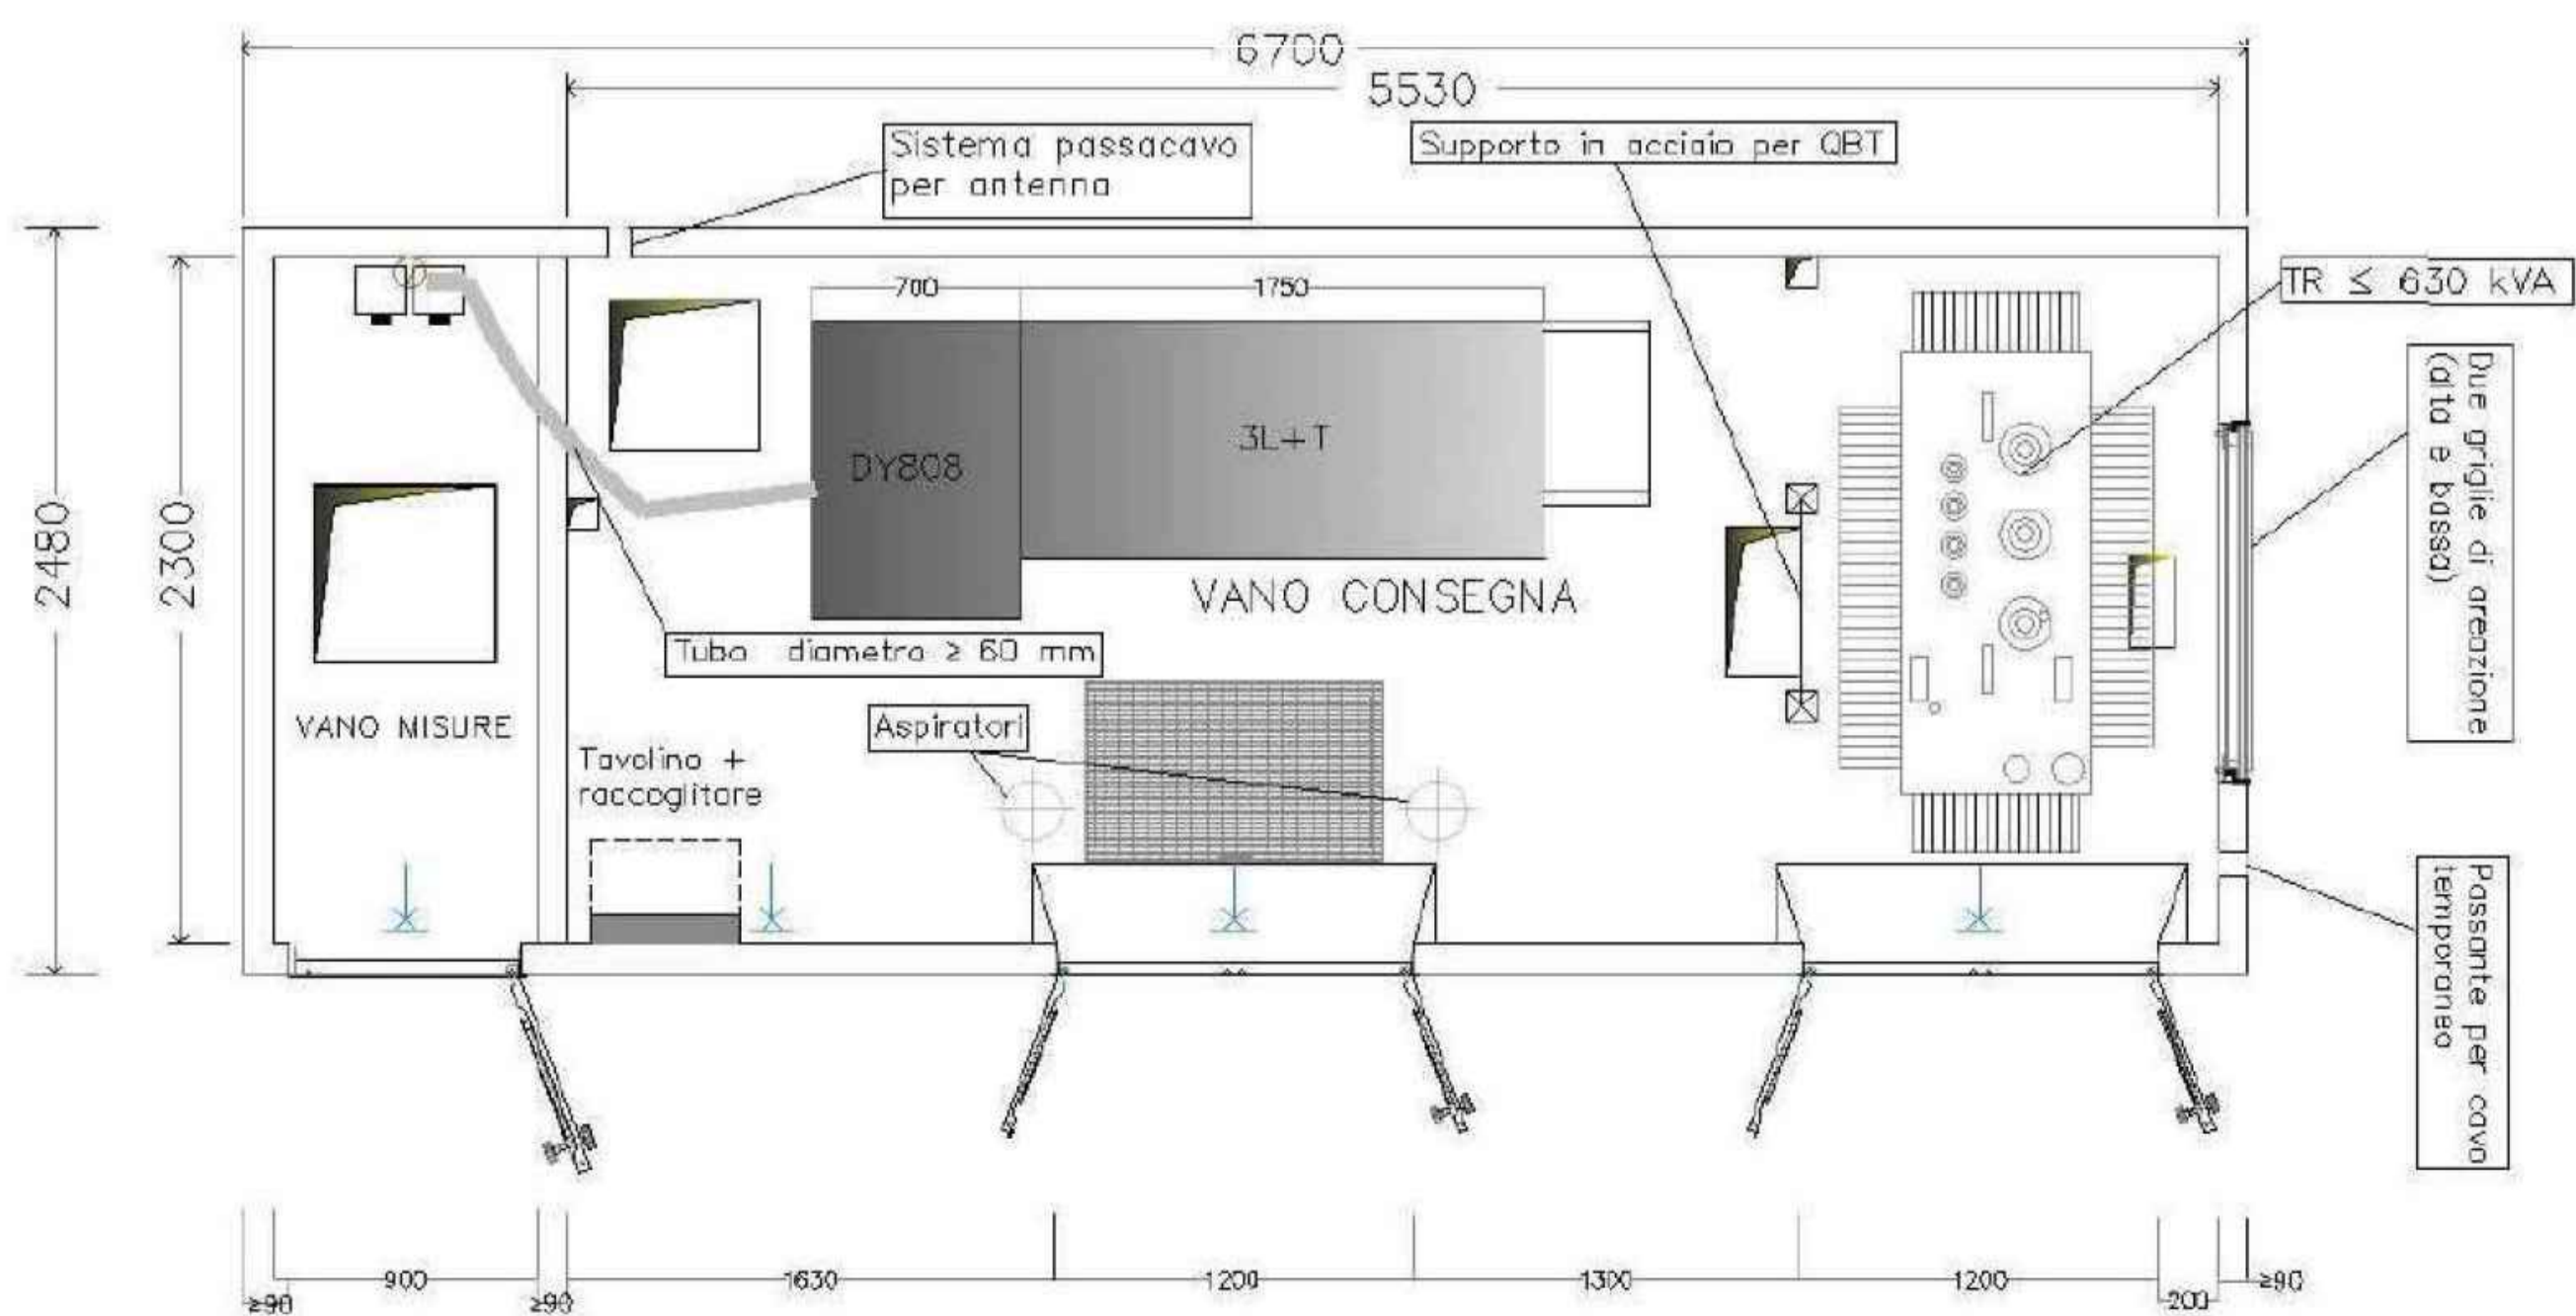 6700
5530
Sistema passacavo
per antenna
Supporto in acciaio per QBT
TR ≤ 630 kVA
Due griglie di areazione
(alta e bassa)
700
1750
3L+T
DY808
2480
2300
VANO CONSEGNA
Tubo diametro ≥ 60 mm
VANO MISURE
Aspiratori
Tavolino +
raccoglitore
Passante per cavo
temporaneo
≥90
900
≥90
1630
1200
1300
1200
200
≥90